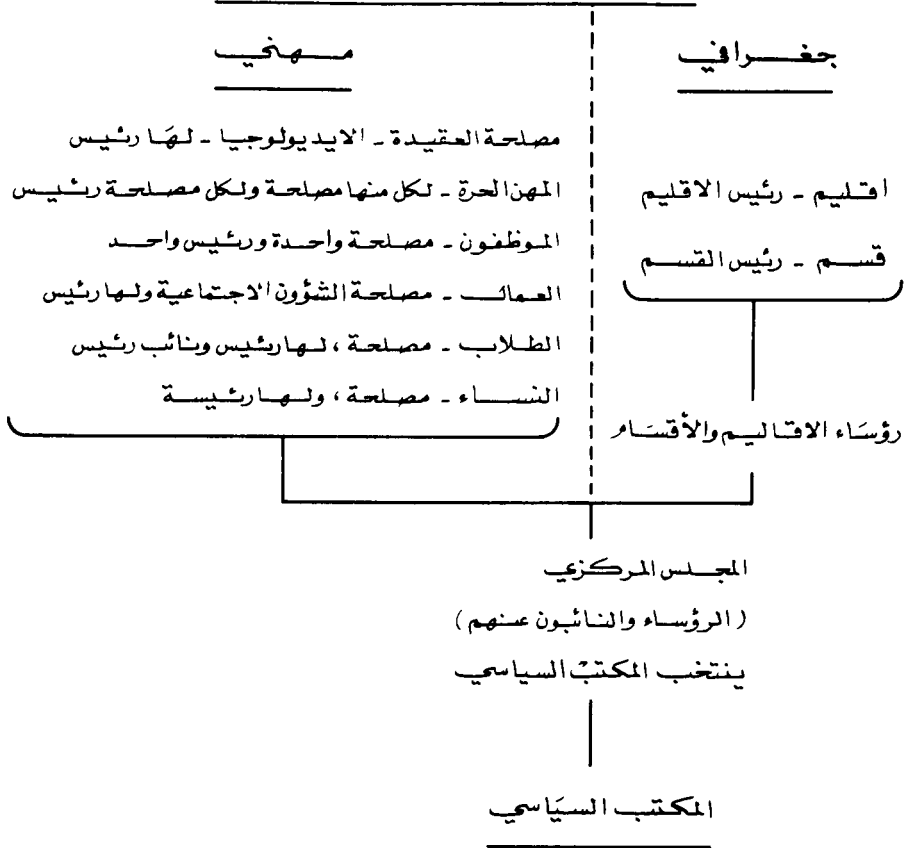 جغرافي
اقليم - رئيس الاقليم
قسم - رئيس القسم
رؤساء الاقاليم والأقسام
مهني
مصلحة العقيدة - الايديولوجيا - لها رئيس
المهن الحرة - لكل منها مصلحة ولكل مصلحة رئيس
الموظفون - مصلحة واحدة ورئيس واحد
العمال - مصلحة الشؤون الاجتماعية ولها رئيس
الطلاب - مصلحة، لها رئيس ونائب رئيس
النساء - مصلحة، ولها رئيسة
المجلس المركزي
(الرؤساء والنائبون عنهم)
ينتخب المكتب السياسي
المكتب السياسي